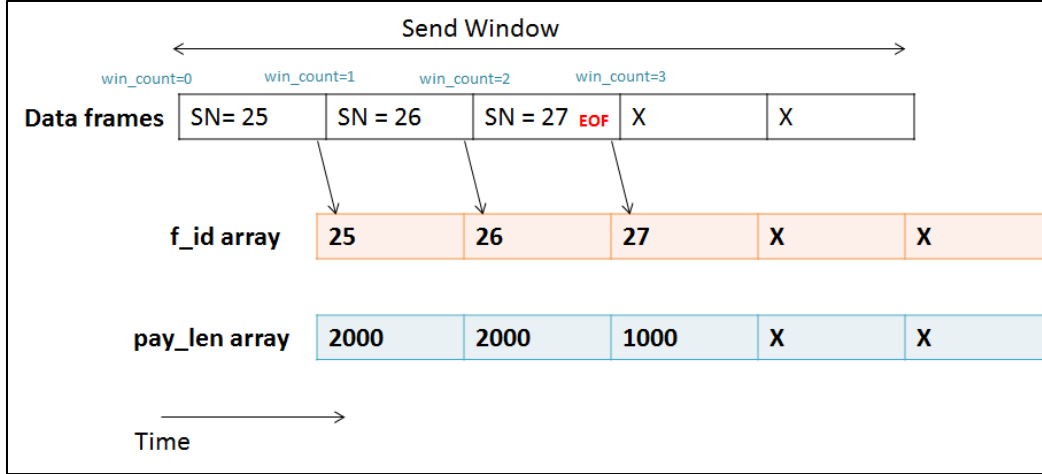 Send Window
win_count=0 win_count=1 win_count=2 win_count=3
Data frames SN= 25 SN = 26 SN = 27 EOF X X
f_id array 25 26 27 X X
pay_len array 2000 2000 1000 X X
Time